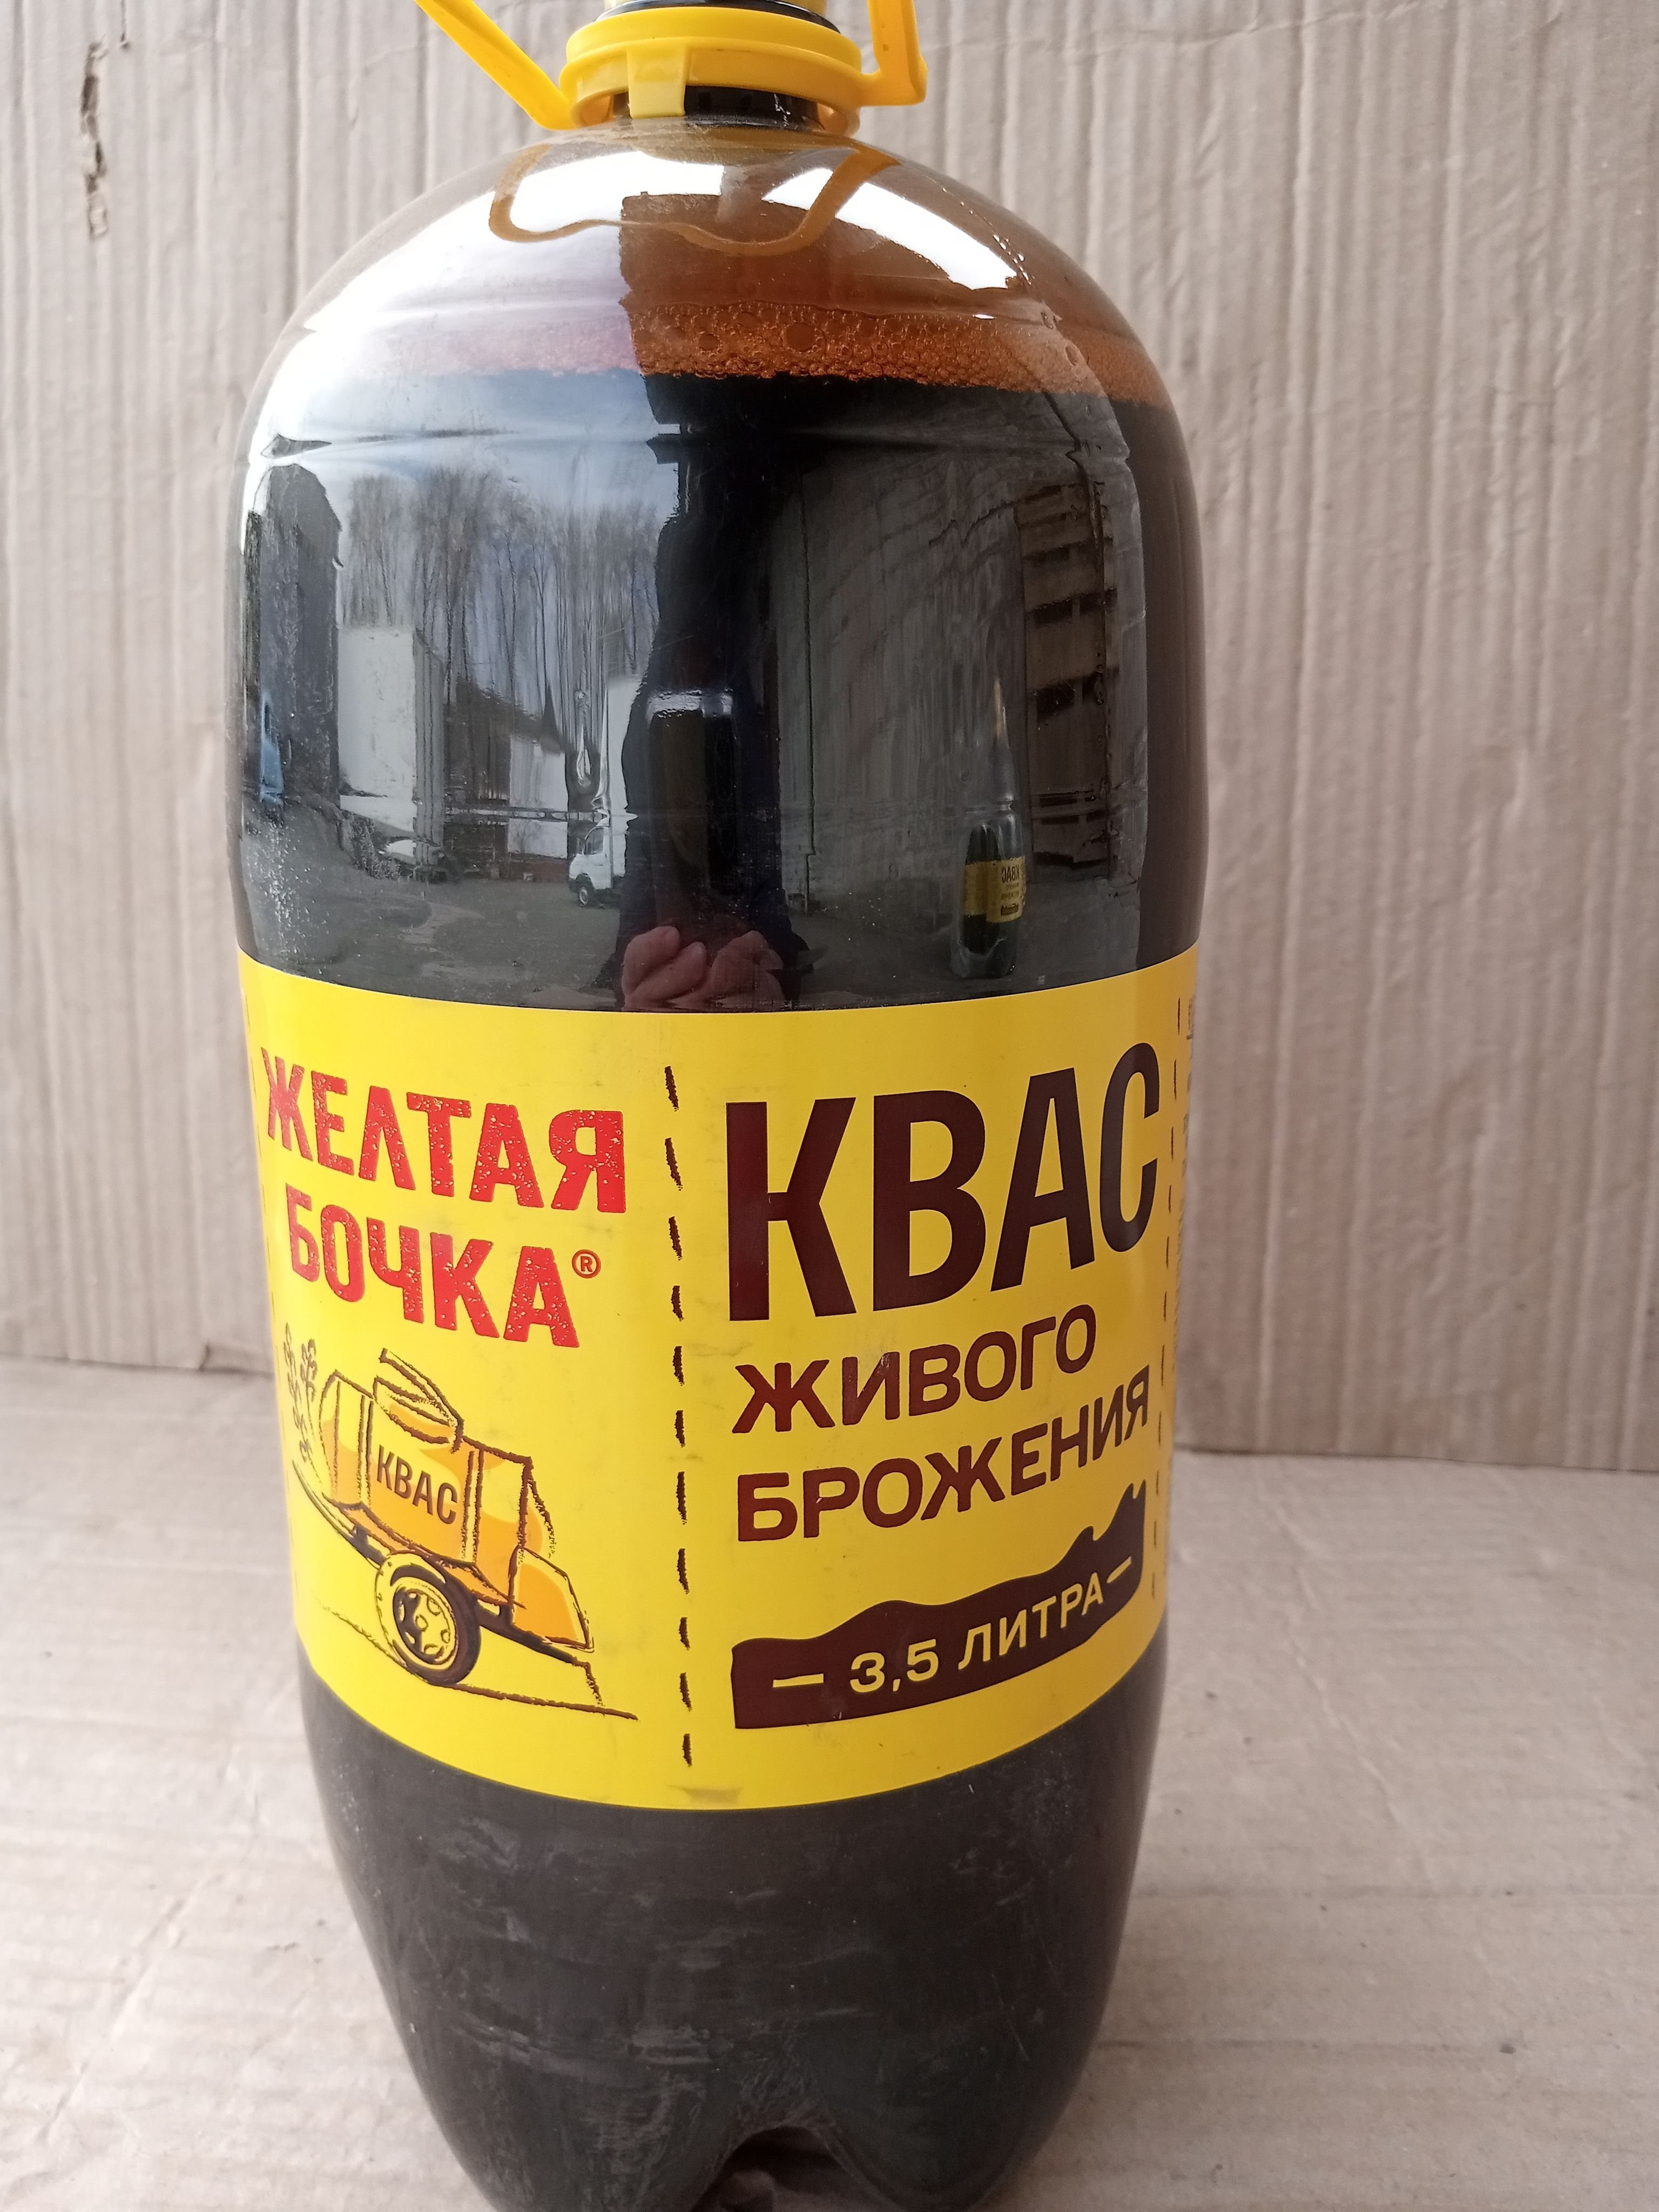 ЖЕЛТАЯ
БОЧКА®
КВАС
КВАС
ЖИВОГО
БРОЖЕНИЯ
– 3,5 ЛИТРА –